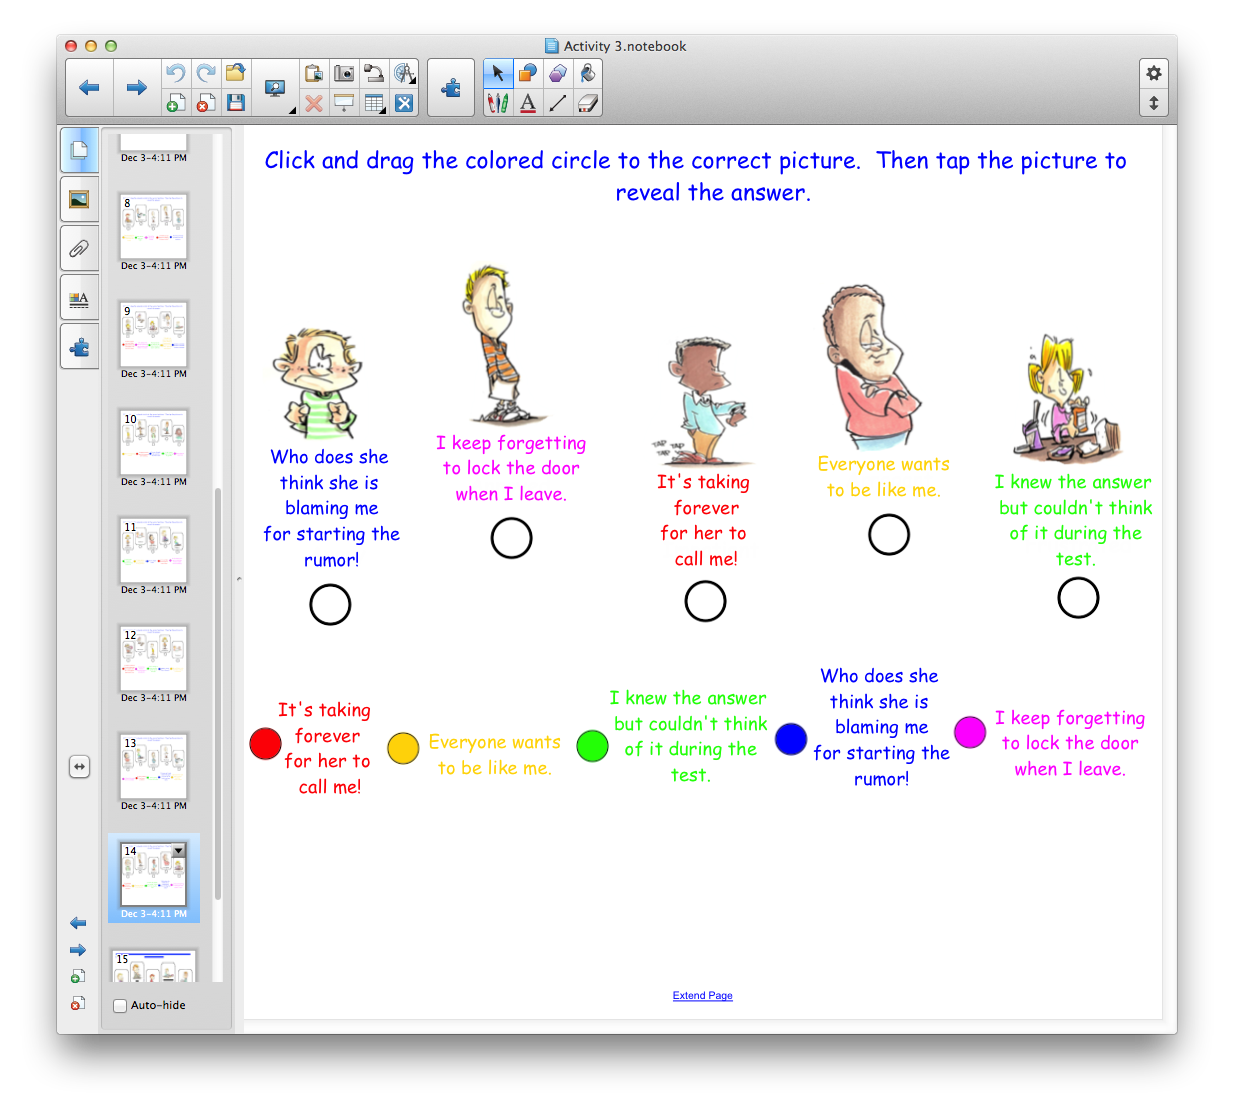 Activity 3.notebook
Dec 3-4:11 PM
8
Dec 3-4:11 PM
9
Dec 3-4:11 PM
10
Dec 3-4:11 PM
11
Dec 3-4:11 PM
12
Dec 3-4:11 PM
13
Dec 3-4:11 PM
14
Dec 3-4:11 PM
15
Auto-hide
Click and drag the colored circle to the correct picture. Then tap the picture to
reveal the answer.
TAP TAP
TAP TAP
Who does she
think she is
blaming me
for starting the
rumor!
I keep forgetting
to lock the door
when I leave.
It's taking
forever
for her to
call me!
Everyone wants
to be like me.
I knew the answer
but couldn't think
of it during the
test.
It's taking
forever
for her to
call me!
Everyone wants
to be like me.
I knew the answer
but couldn't think
of it during the
test.
Who does she
think she is
blaming me
for starting the
rumor!
I keep forgetting
to lock the door
when I leave.
Extend Page